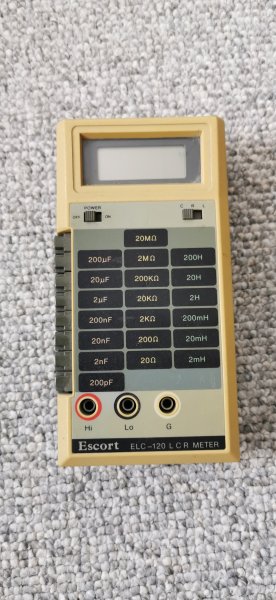 POWER
OFF ON
C R L
20MΩ
200µF 2MΩ 200H
20µF 200KΩ 20H
2µF 20KΩ 2H
200nF 2KΩ 200mH
20nF 200Ω 20mH
2nF 20Ω 2mH
200pF
Hi Lo G
Escort ELC-120 L C R METER